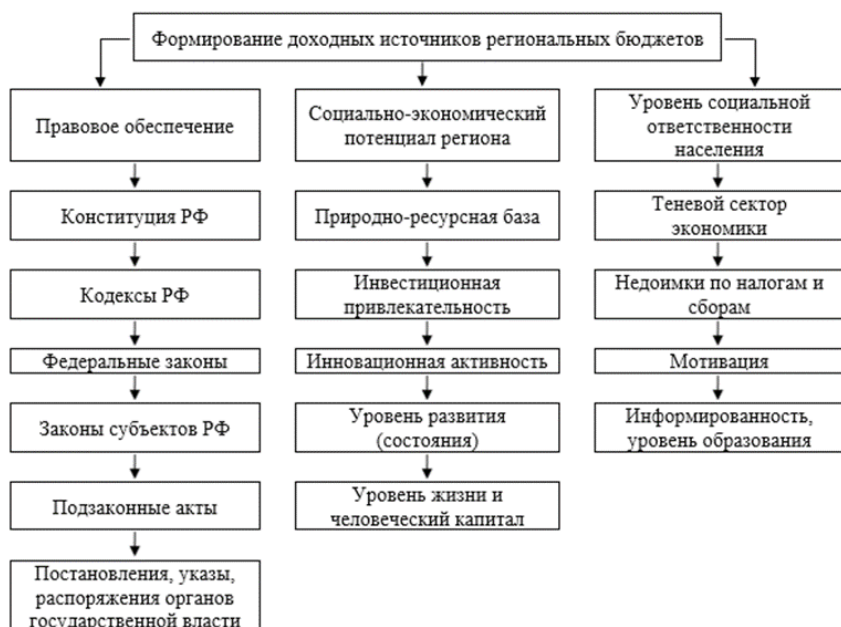 Формирование доходных источников региональных бюджетов
Правовое обеспечение
Конституция РФ
Кодексы РФ
Федеральные законы
Законы субъектов РФ
Подзаконные акты
Постановления, указы,
распоряжения органов
государственной власти
Социально-экономический
потенциал региона
Природно-ресурсная база
Инвестиционная
привлекательность
Инновационная активность
Уровень развития
(состояния)
Уровень жизни и
человеческий капитал
Уровень социальной
ответственности
населения
Теневой сектор
экономики
Недоимки по налогам и
сборам
Мотивация
Информированность,
уровень образования